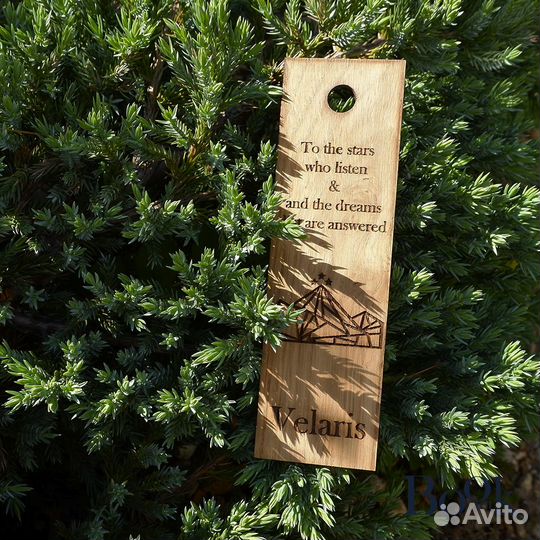 To the stars
who listen
&
and the dreams
are answered
Velaris
Avito